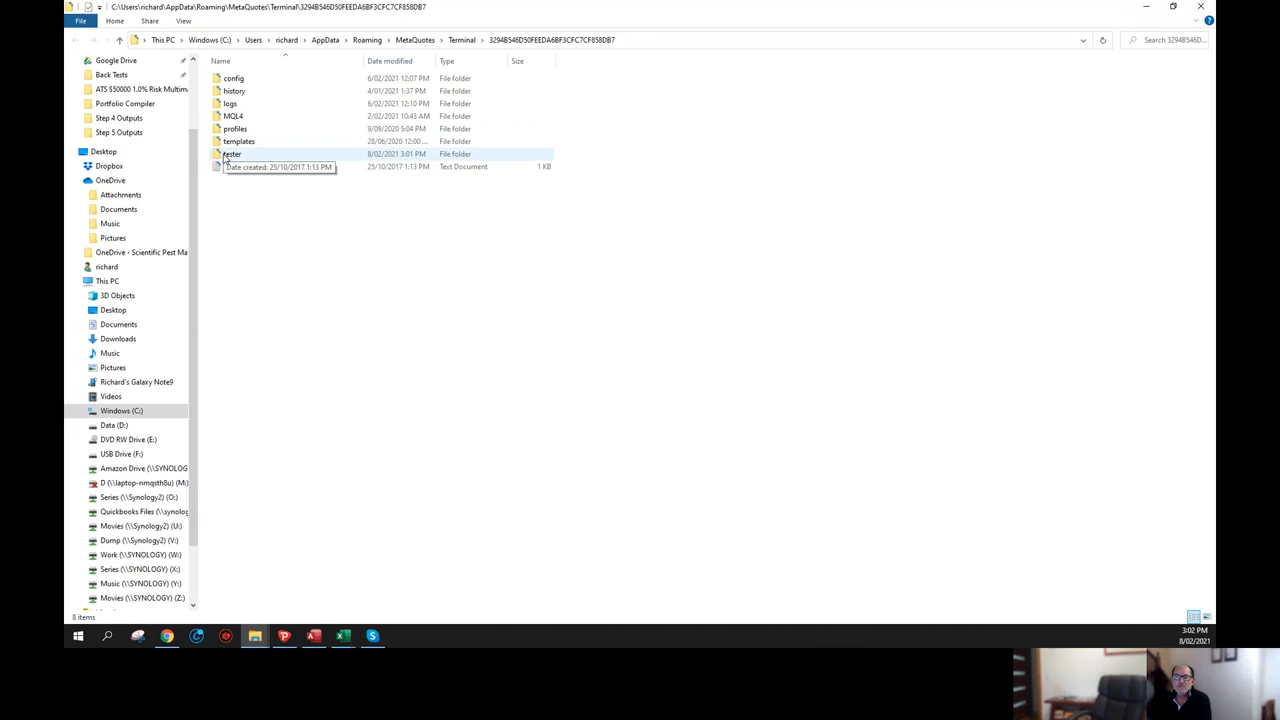 C:\Users\richard\AppData\Roaming\MetaQuotes\Terminal\3294B546D50FEEDA6BF3CFC7CF858DB7
File Home Share View
This PC Windows (C:) Users richard AppData Roaming MetaQuotes Terminal 3294B546D50FEEDA6BF3CFC7CF858DB7 Search 3294B546D...
Name Date modified Type Size
Google Drive
Back Tests
ATS $50000 1.0% Risk Multima
Portfolio Compiler
Step 4 Outputs
Step 5 Outputs
Desktop
Dropbox
OneDrive
Attachments
Documents
Music
Pictures
OneDrive - Scientific Pest Ma
richard
This PC
3D Objects
Desktop
Documents
Downloads
Music
Pictures
Richard's Galaxy Note9
Videos
Windows (C:)
Data (D:)
DVD RW Drive (E:)
USB Drive (F:)
Amazon Drive (\\SYNOLOG
D (\\laptop-nmqsth8u) (M:)
Series (\\Synology2) (O:)
Quickbooks Files (\\synolog
Movies (\\Synology2) (U:)
Dump (\\Synology2) (V:)
Work (\\SYNOLOGY) (W:)
Series (\\SYNOLOGY) (X:)
Music (\\SYNOLOGY) (Y:)
Movies (\\SYNOLOGY) (Z:)
config 6/02/2021 12:07 PM File folder
history 4/01/2021 1:37 PM File folder
logs 6/02/2021 12:10 PM File folder
MQL4 2/02/2021 10:43 AM File folder
profiles 9/09/2020 5:04 PM File folder
templates 28/06/2020 12:00 ... File folder
tester 8/02/2021 3:01 PM File folder
Date created: 25/10/2017 1:13 PM 25/10/2017 1:13 PM Text Document 1 KB
8 items
3:02 PM
8/02/2021